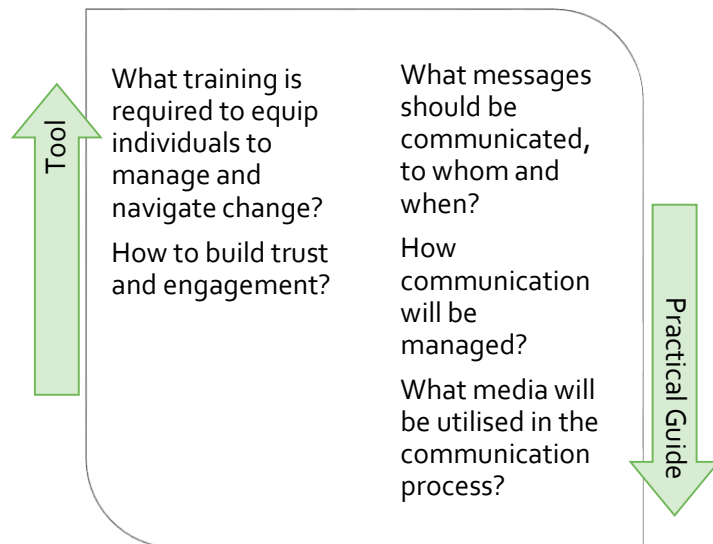 Tool
What training is
required to equip
individuals to
manage and
navigate change?
How to build trust
and engagement?
What messages
should be
communicated,
to whom and
when?
How
communication
will be
managed?
What media will
be utilised in the
communication
process?
Practical Guide